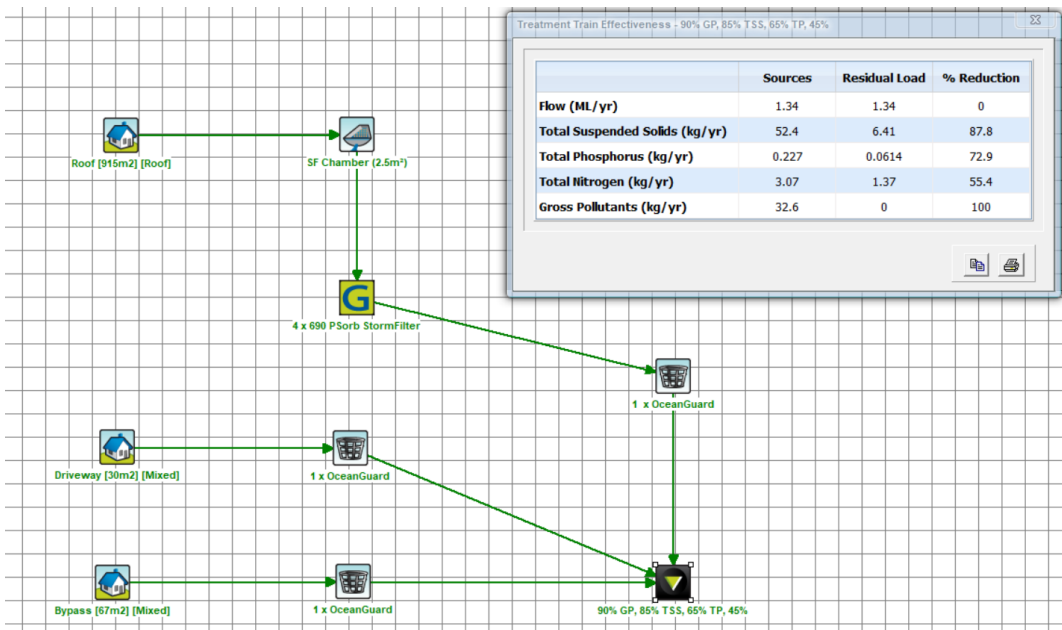 Treatment Train Effectiveness - 90% GP, 85% TSS, 65% TP, 45%
Sources Residual Load % Reduction
Flow (ML/yr) 1.34 1.34 0
Total Suspended Solids (kg/yr) 52.4 6.41 87.8
Total Phosphorus (kg/yr) 0.227 0.0614 72.9
Total Nitrogen (kg/yr) 3.07 1.37 55.4
Gross Pollutants (kg/yr) 32.6 0 100
Roof [915m2] [Roof]
SF Chamber (2.5m²)
G
4 x 690 PSorb StormFilter
1 x OceanGuard
Driveway [30m2] [Mixed]
1 x OceanGuard
Bypass [67m2] [Mixed]
1 x OceanGuard
90% GP, 85% TSS, 65% TP, 45%